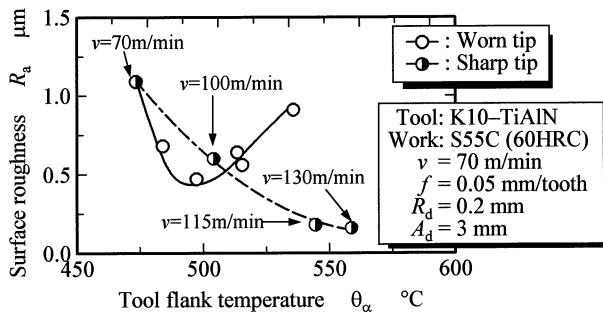 Surface roughness Ra μm
1.5
1.0
0.5
0.0
450
500
550
600
Tool flank temperature θα °C
v=70m/min
v=100m/min
v=130m/min
v=115m/min
: Worn tip
: Sharp tip
Tool: K10–TiAlN
Work: S55C (60HRC)
v = 70 m/min
f = 0.05 mm/tooth
Rd = 0.2 mm
Ad = 3 mm